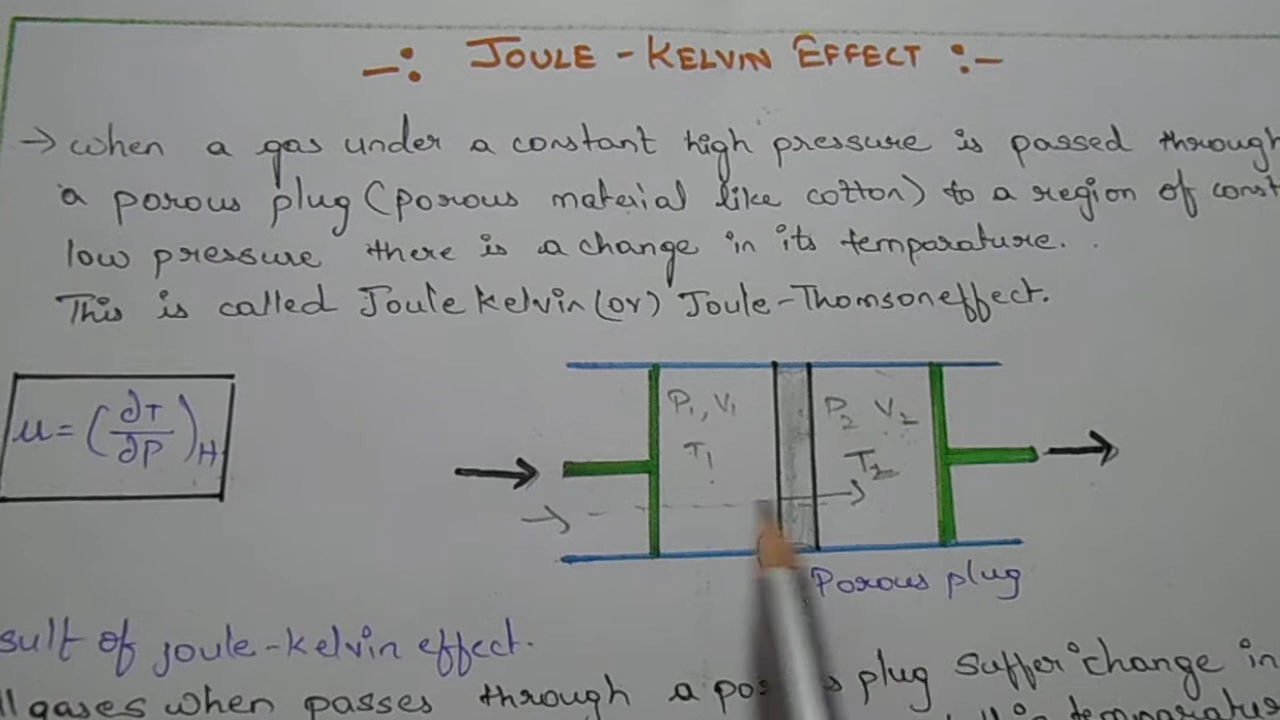 -: JOULE - KELVIN EFFECT :-
→ when a gas under a constant high pressure is passed through
a porous plug (porous material like cotton) to a region of const
low pressure there is a change in its temparature.
This is called Joule kelvin (or) Joule-Thomson effect.
μ = (∂T/∂P)H
P₁, V₁
T₁
P₂ V₂
T₂
Porous plug
sult of joule-kelvin effect.
ll gases when passes through a plug suffer change in
temparatur